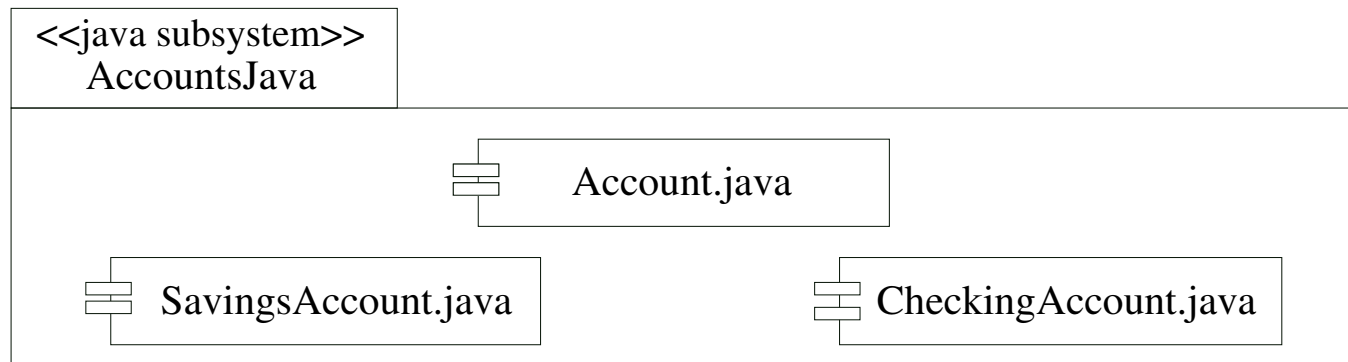 <<java subsystem>>
AccountsJava
Account.java
SavingsAccount.java
CheckingAccount.java